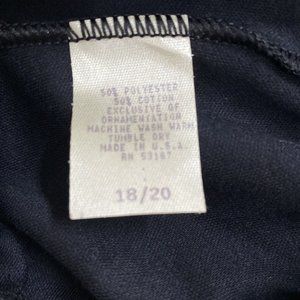 50% POLYESTER
50% COTTON
EXCLUSIVE OF
ORNAMENTATION
MACHINE WASH WARM
TUMBLE DRY
MADE IN U.S.A.
RN 53167
18/20